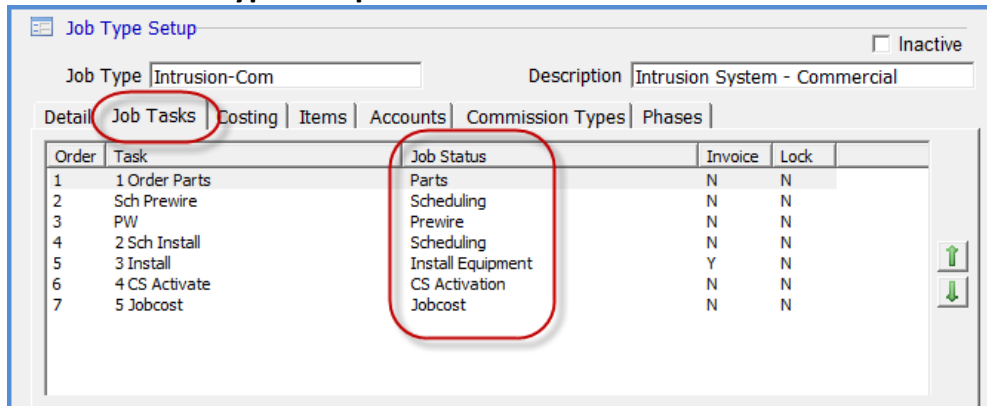 Job Type Setup
Inactive
Job Type Intrusion-Com Description Intrusion System - Commercial
Detail Job Tasks Costing Items Accounts Commission Types Phases
Order Task Job Status Invoice Lock
1 1 Order Parts Parts N N
2 Sch Prewire Scheduling N N
3 PW Prewire N N
4 2 Sch Install Scheduling N N
5 3 Install Install Equipment Y N
6 4 CS Activate CS Activation N N
7 5 Jobcost Jobcost N N